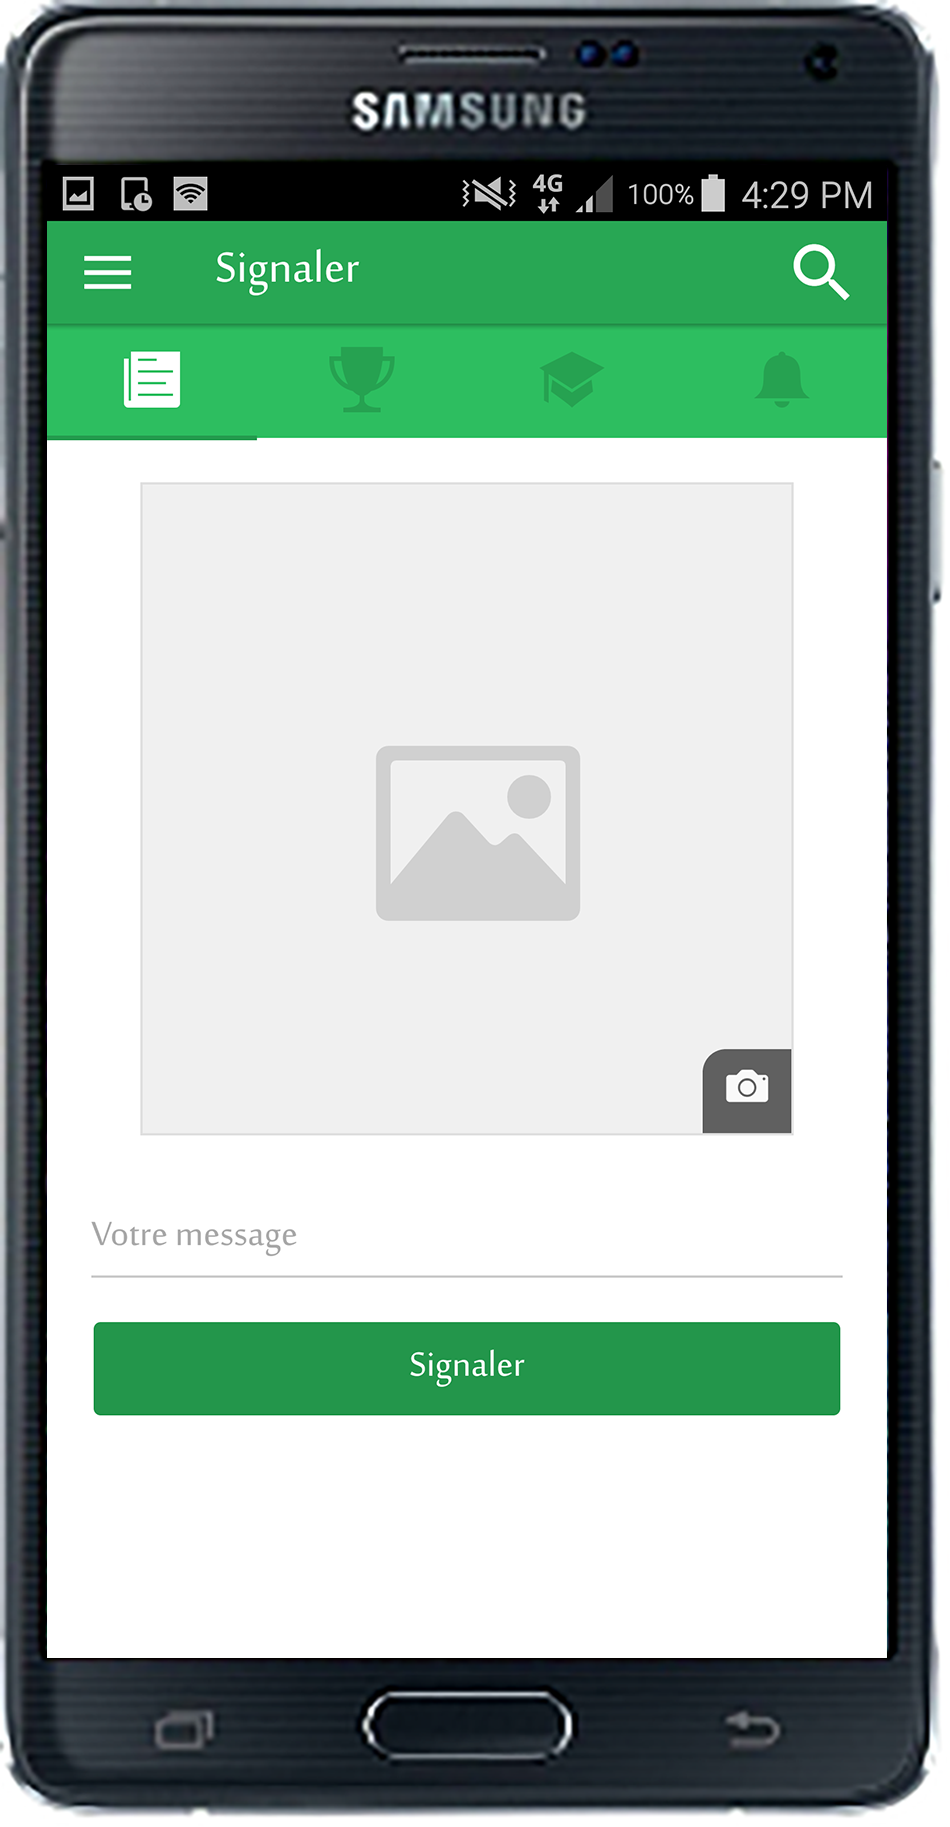 SAMSUNG
4G 100% 4:29 PM
Signaler
Votre message
Signaler